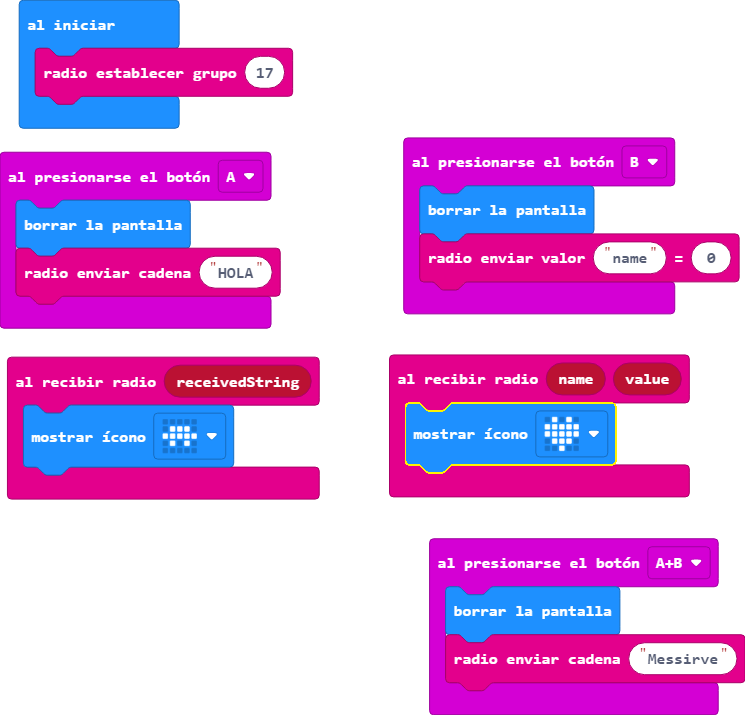 al iniciar
radio establecer grupo 17
al presionarse el botón A
borrar la pantalla
radio enviar cadena "HOLA"
al presionarse el botón B
borrar la pantalla
radio enviar valor "name" = 0
al recibir radio receivedString
mostrar ícono
al recibir radio name value
mostrar ícono
al presionarse el botón A+B
borrar la pantalla
radio enviar cadena "Messirve"